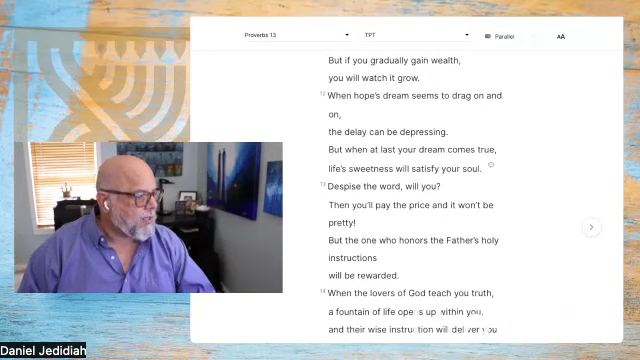 Proverbs 13
TPT
Parallel
AA
But if you gradually gain wealth,
you will watch it grow.
12 When hope's dream seems to drag on and
on,
the delay can be depressing.
But when at last your dream comes true,
life's sweetness will satisfy your soul.
13 Despise the word, will you?
Then you'll pay the price and it won't be
pretty!
But the one who honors the Father's holy
instructions
will be rewarded.
14 When the lovers of God teach you truth,
a fountain of life opens up within you,
and their wise instruction will deliver you
Daniel Jedidiah